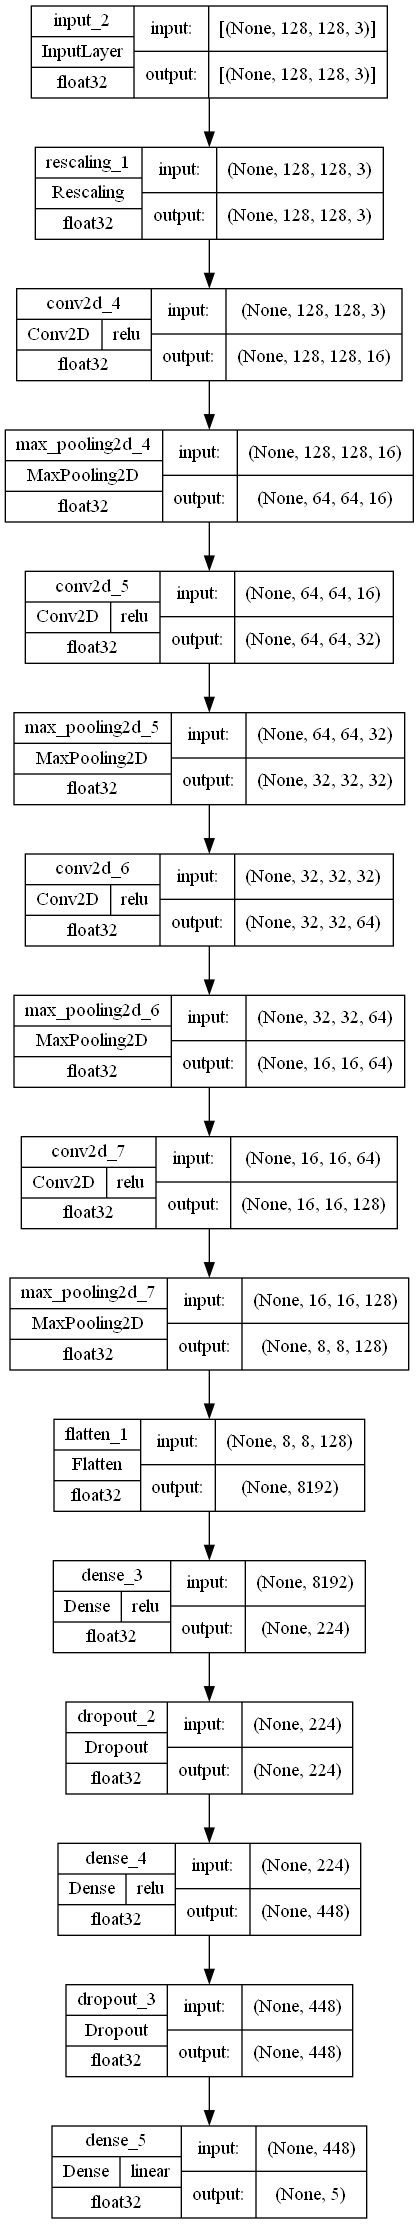 input_2
InputLayer
float32
input:
[(None, 128, 128, 3)]
output:
[(None, 128, 128, 3)]
rescaling_1
Rescaling
float32
input:
(None, 128, 128, 3)
output:
(None, 128, 128, 3)
conv2d_4
Conv2D relu
float32
input:
(None, 128, 128, 3)
output:
(None, 128, 128, 16)
max_pooling2d_4
MaxPooling2D
float32
input:
(None, 128, 128, 16)
output:
(None, 64, 64, 16)
conv2d_5
Conv2D relu
float32
input:
(None, 64, 64, 16)
output:
(None, 64, 64, 32)
max_pooling2d_5
MaxPooling2D
float32
input:
(None, 64, 64, 32)
output:
(None, 32, 32, 32)
conv2d_6
Conv2D relu
float32
input:
(None, 32, 32, 32)
output:
(None, 32, 32, 64)
max_pooling2d_6
MaxPooling2D
float32
input:
(None, 32, 32, 64)
output:
(None, 16, 16, 64)
conv2d_7
Conv2D relu
float32
input:
(None, 16, 16, 64)
output:
(None, 16, 16, 128)
max_pooling2d_7
MaxPooling2D
float32
input:
(None, 16, 16, 128)
output:
(None, 8, 8, 128)
flatten_1
Flatten
float32
input:
(None, 8, 8, 128)
output:
(None, 8192)
dense_3
Dense relu
float32
input:
(None, 8192)
output:
(None, 224)
dropout_2
Dropout
float32
input:
(None, 224)
output:
(None, 224)
dense_4
Dense relu
float32
input:
(None, 224)
output:
(None, 448)
dropout_3
Dropout
float32
input:
(None, 448)
output:
(None, 448)
dense_5
Dense linear
float32
input:
(None, 448)
output:
(None, 5)